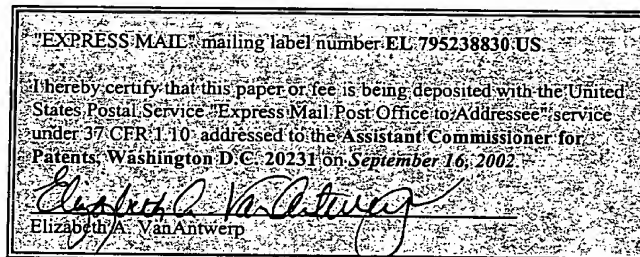 "EXPRESS MAIL" mailing label number EL 795238830 US
I hereby certify that this paper or fee is being deposited with the United
States Postal Service "Express Mail Post Office to Addressee" service
under 37 CFR 1.10 addressed to the Assistant Commissioner for
Patents, Washington D.C. 20231 on September 16, 2002.
Elizabeth A. VanAntwerp
Elizabeth A. VanAntwerp